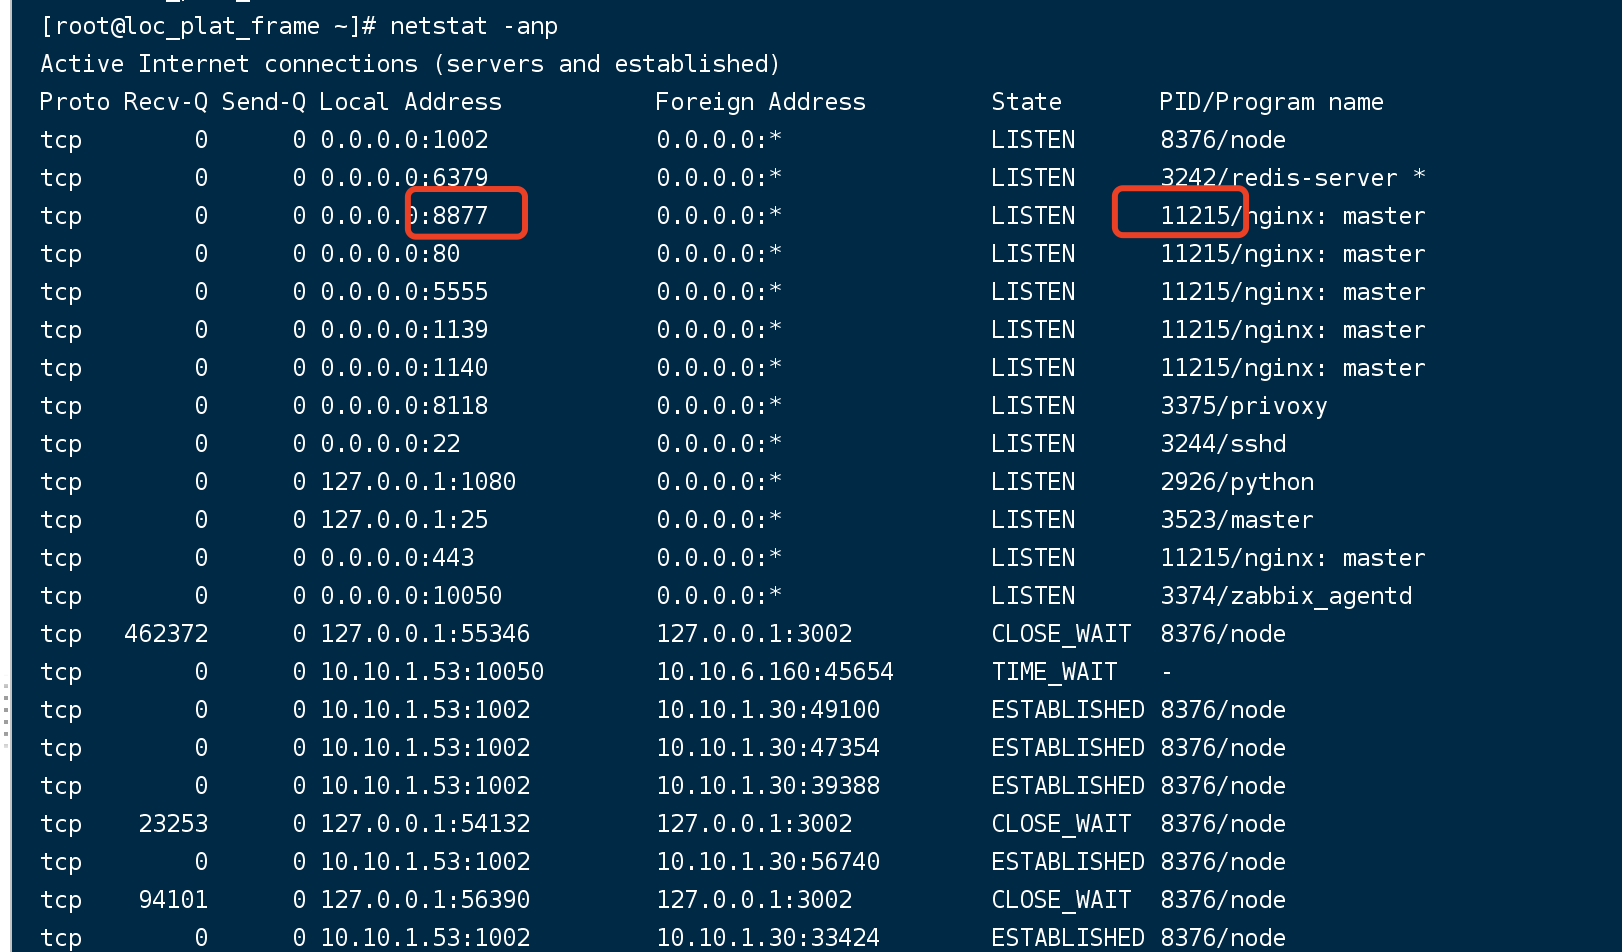 [root@loc_plat_frame ~]# netstat -anp
Active Internet connections (servers and established)
Proto Recv-Q Send-Q Local Address           Foreign Address         State       PID/Program name
tcp        0      0 0.0.0.0:1002            0.0.0.0:*               LISTEN      8376/node
tcp        0      0 0.0.0.0:6379            0.0.0.0:*               LISTEN      3242/redis-server *
tcp        0      0 0.0.0.0:8877            0.0.0.0:*               LISTEN      11215/nginx: master
tcp        0      0 0.0.0.0:80              0.0.0.0:*               LISTEN      11215/nginx: master
tcp        0      0 0.0.0.0:5555            0.0.0.0:*               LISTEN      11215/nginx: master
tcp        0      0 0.0.0.0:1139            0.0.0.0:*               LISTEN      11215/nginx: master
tcp        0      0 0.0.0.0:1140            0.0.0.0:*               LISTEN      11215/nginx: master
tcp        0      0 0.0.0.0:8118            0.0.0.0:*               LISTEN      3375/privoxy
tcp        0      0 0.0.0.0:22              0.0.0.0:*               LISTEN      3244/sshd
tcp        0      0 127.0.0.1:1080          0.0.0.0:*               LISTEN      2926/python
tcp        0      0 127.0.0.1:25            0.0.0.0:*               LISTEN      3523/master
tcp        0      0 0.0.0.0:443             0.0.0.0:*               LISTEN      11215/nginx: master
tcp        0      0 0.0.0.0:10050           0.0.0.0:*               LISTEN      3374/zabbix_agentd
tcp   462372      0 127.0.0.1:55346         127.0.0.1:3002          CLOSE_WAIT  8376/node
tcp        0      0 10.10.1.53:10050        10.10.6.160:45654       TIME_WAIT   -
tcp        0      0 10.10.1.53:1002         10.10.1.30:49100        ESTABLISHED 8376/node
tcp        0      0 10.10.1.53:1002         10.10.1.30:47354        ESTABLISHED 8376/node
tcp        0      0 10.10.1.53:1002         10.10.1.30:39388        ESTABLISHED 8376/node
tcp    23253      0 127.0.0.1:54132         127.0.0.1:3002          CLOSE_WAIT  8376/node
tcp        0      0 10.10.1.53:1002         10.10.1.30:56740        ESTABLISHED 8376/node
tcp    94101      0 127.0.0.1:56390         127.0.0.1:3002          CLOSE_WAIT  8376/node
tcp        0      0 10.10.1.53:1002         10.10.1.30:33424        ESTABLISHED 8376/node